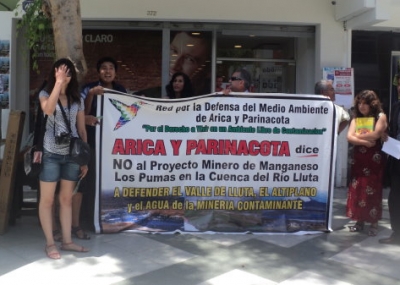 CLARO
Red por la Defensa del Medio Ambiente
de Arica y Parinacota
"Por el Derecho a Vivir en un Ambiente Libre de Contaminación"
ARICA Y PARINACOTA dice
NO al Proyecto Minero de Manganeso
Los Pumas en la Cuenca del Río Lluta
A DEFENDER EL VALLE DE LLUTA, EL ALTIPLANO
y el AGUA de la MINERIA CONTAMINANTE